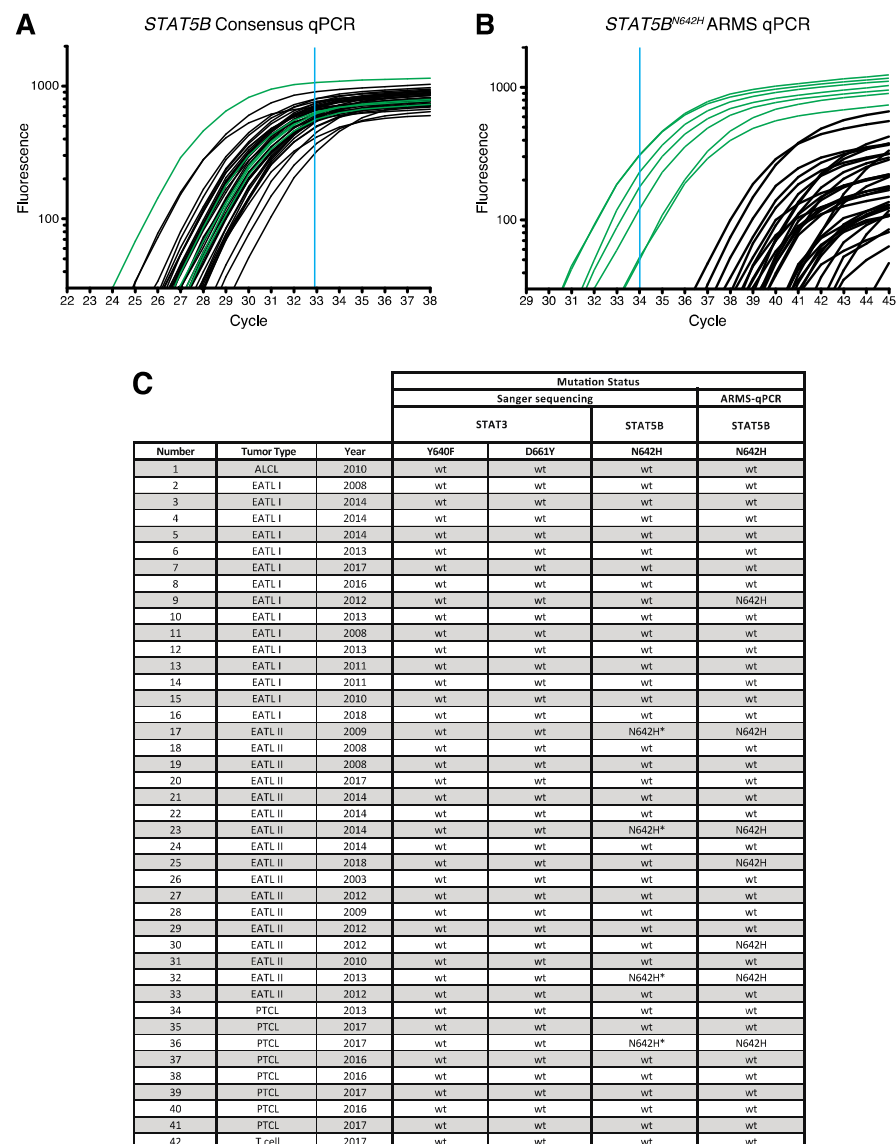 A
STAT5B Consensus qPCR
B
STAT5B^N642H ARMS qPCR
1000
100
Fluorescence
22 23 24 25 26 27 28 29 30 31 32 33 34 35 36 37 38
Cycle
1000
100
Fluorescence
29 30 31 32 33 34 35 36 37 38 39 40 41 42 43 44 45
Cycle
C
Mutation Status
Sanger sequencing ARMS-qPCR
STAT3 STAT5B STAT5B
Number Tumor Type Year Y640F D661Y N642H N642H
1 ALCL 2010 wt wt wt wt
2 EATL I 2008 wt wt wt wt
3 EATL I 2014 wt wt wt wt
4 EATL I 2014 wt wt wt wt
5 EATL I 2014 wt wt wt wt
6 EATL I 2013 wt wt wt wt
7 EATL I 2017 wt wt wt wt
8 EATL I 2016 wt wt wt wt
9 EATL I 2012 wt wt wt N642H
10 EATL I 2013 wt wt wt wt
11 EATL I 2008 wt wt wt wt
12 EATL I 2013 wt wt wt wt
13 EATL I 2011 wt wt wt wt
14 EATL I 2011 wt wt wt wt
15 EATL I 2010 wt wt wt wt
16 EATL I 2018 wt wt wt wt
17 EATL II 2009 wt wt N642H* N642H
18 EATL II 2008 wt wt wt wt
19 EATL II 2008 wt wt wt wt
20 EATL II 2017 wt wt wt wt
21 EATL II 2014 wt wt wt wt
22 EATL II 2014 wt wt wt wt
23 EATL II 2014 wt wt N642H* N642H
24 EATL II 2014 wt wt wt wt
25 EATL II 2018 wt wt wt N642H
26 EATL II 2003 wt wt wt wt
27 EATL II 2012 wt wt wt wt
28 EATL II 2009 wt wt wt wt
29 EATL II 2012 wt wt wt wt
30 EATL II 2012 wt wt wt N642H
31 EATL II 2010 wt wt wt wt
32 EATL II 2013 wt wt N642H* N642H
33 EATL II 2012 wt wt wt wt
34 PTCL 2013 wt wt wt wt
35 PTCL 2017 wt wt wt wt
36 PTCL 2017 wt wt N642H* N642H
37 PTCL 2016 wt wt wt wt
38 PTCL 2016 wt wt wt wt
39 PTCL 2017 wt wt wt wt
40 PTCL 2016 wt wt wt wt
41 PTCL 2017 wt wt wt wt
42 T cell 2017 wt wt wt wt